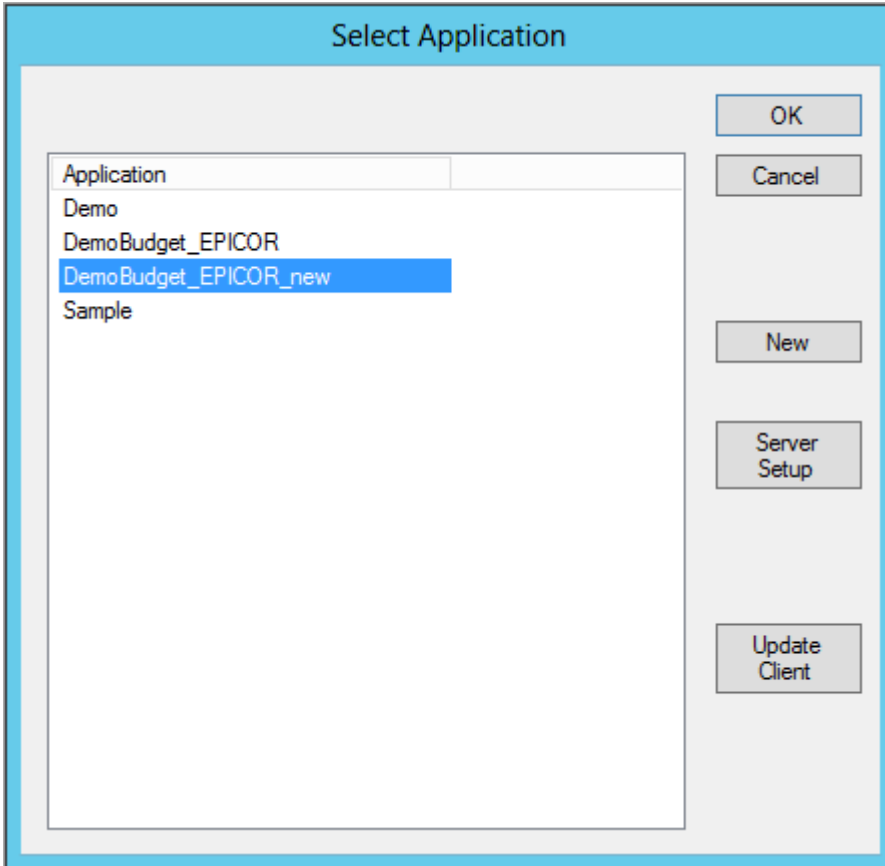 Select Application
OK
Cancel
Application
Demo
DemoBudget_EPICOR
DemoBudget_EPICOR_new
Sample
New
Server
Setup
Update
Client